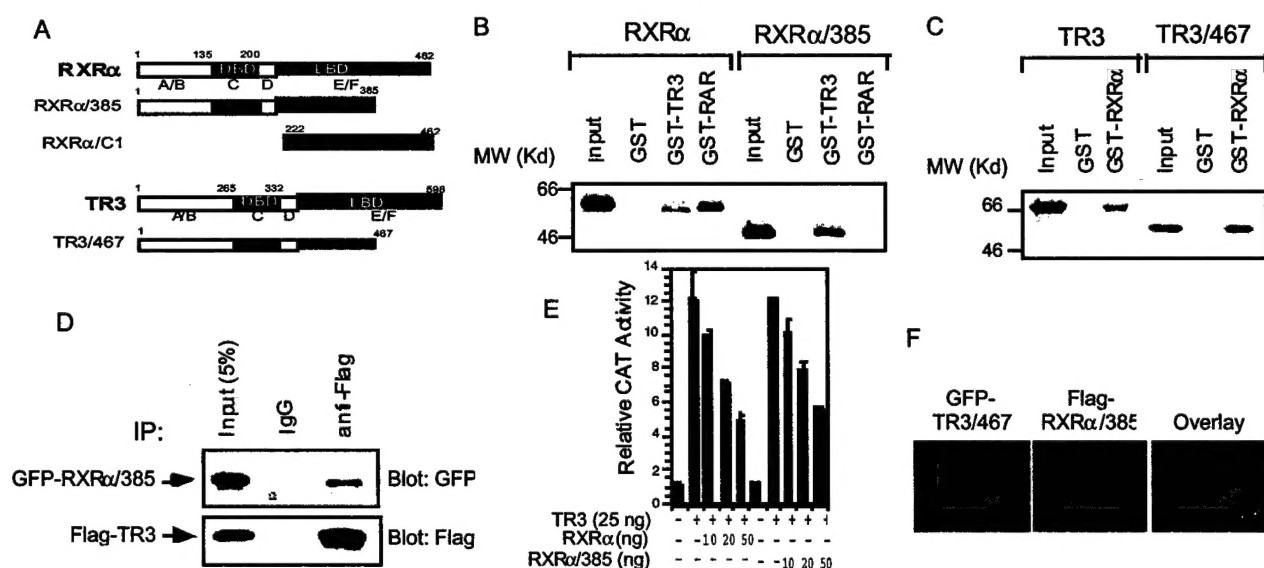 A
1 135 200 462
RXRα DBD LBD
A/B C D E/F
1 385
RXRα/385
222 462
RXRα/C1
1 265 332 598
TR3 DBD LBD
A/B C D E/F
1 467
TR3/467
B
RXRα RXRα/385
MW (Kd) Input GST GST-TR3 GST-RAR Input GST GST-TR3 GST-RAR
66
46
C
TR3 TR3/467
MW (Kd) Input GST GST-RXRα Input GST GST-RXRα
66
46
D
IP: Input (5%) IgG anti-Flag
GFP-RXRα/385 Blot: GFP
Flag-TR3 Blot: Flag
E
Relative CAT Activity
14
12
10
8
6
4
2
0
TR3 (25 ng) - + + + + - + + + +
RXRα(ng) - - 10 20 50 - - - - -
RXRα/385 (ng) - - - - - - - 10 20 50
F
GFP-
TR3/467
Flag-
RXRα/385
Overlay